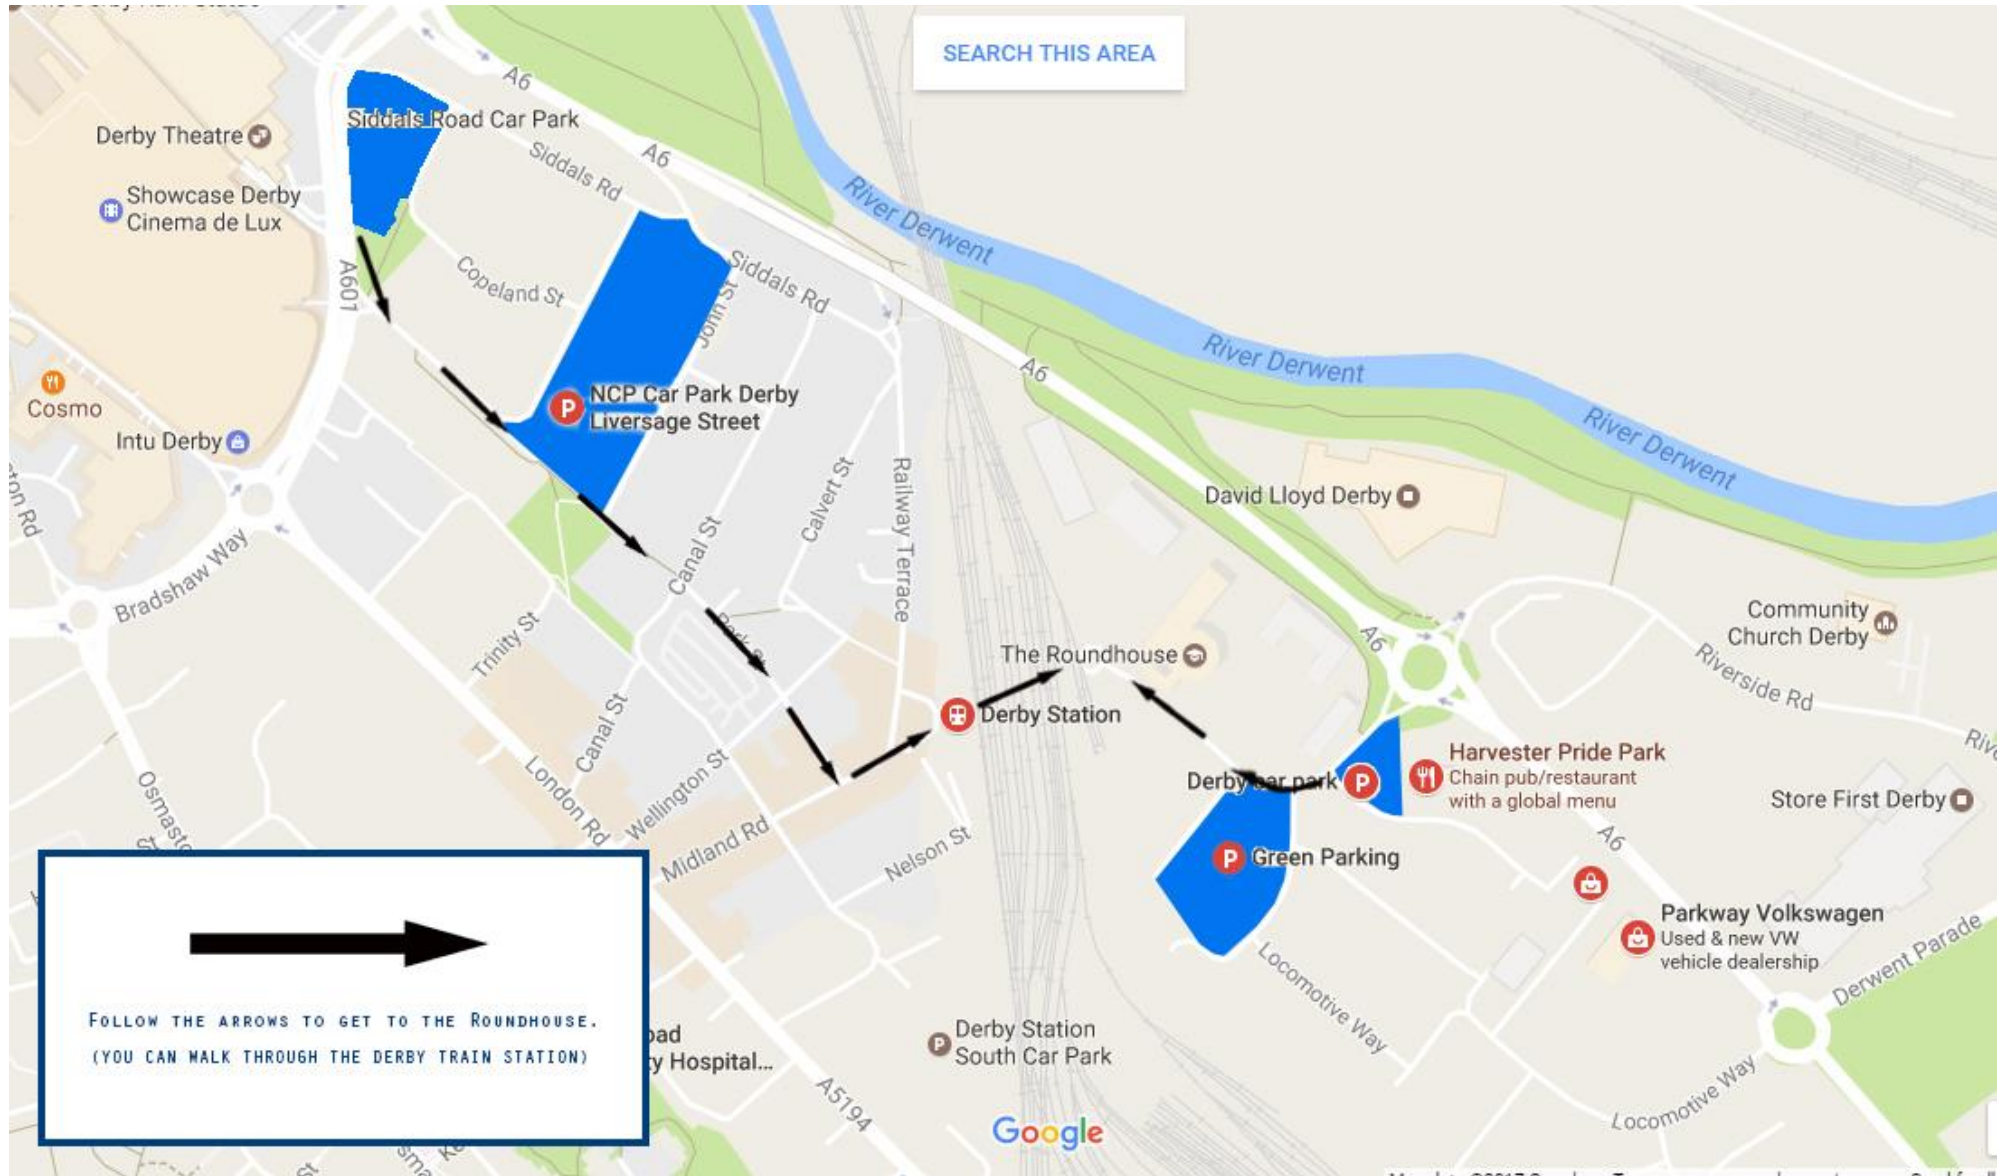 SEARCH THIS AREA
A6
Siddals Road Car Park
Derby Theatre
A6
Siddals Rd
Showcase Derby
Cinema de Lux
River Derwent
A601
Copeland St
Siddals Rd
John St
River Derwent
A6
Cosmo
NCP Car Park Derby
Liversage Street
Intu Derby
River Derwent
ton Rd
Calvert St
Railway Terrace
David Lloyd Derby
Bradshaw Way
Canal St
Park St
Trinity St
The Roundhouse
A6
Community
Church Derby
Riverside Rd
Derby Station
Canal St
Wellington St
London Rd
Osmasto
Derby car park
Harvester Pride Park
Chain pub/restaurant
with a global menu
Store First Derby
Midland Rd
Nelson St
Green Parking
A6
Parkway Volkswagen
Used & new VW
vehicle dealership
Derwent Parade
Locomotive Way
FOLLOW THE ARROWS TO GET TO THE ROUNDHOUSE.
(YOU CAN WALK THROUGH THE DERBY TRAIN STATION)
oad
ty Hospital...
Derby Station
South Car Park
A5194
Locomotive Way
Google